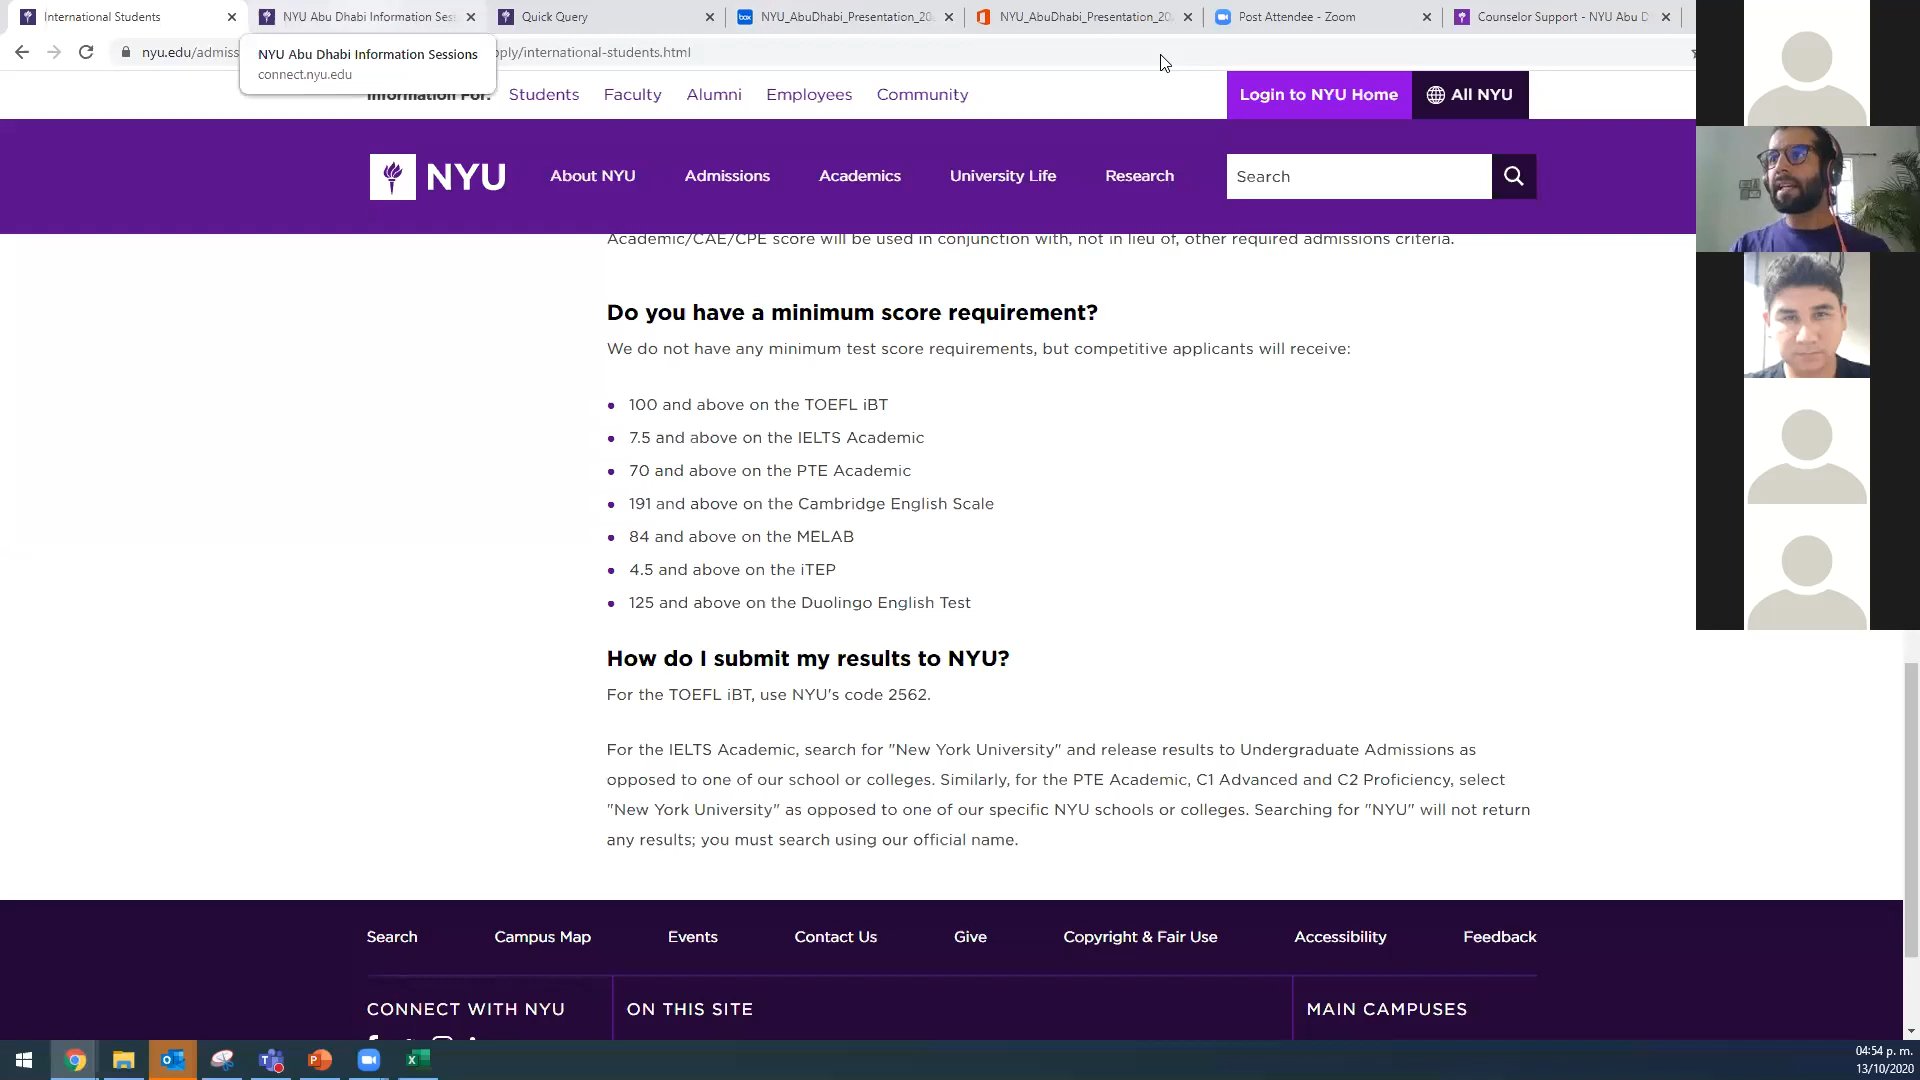 International Students
NYU Abu Dhabi Information Ses
Quick Query
NYU_AbuDhabi_Presentation_20
NYU_AbuDhabi_Presentation_20
Post Attendee - Zoom
Counselor Support - NYU Abu D
nyu.edu/admiss
pply/international-students.html
NYU Abu Dhabi Information Sessions
connect.nyu.edu
Information For:
Students
Faculty
Alumni
Employees
Community
Login to NYU Home
All NYU
NYU
About NYU
Admissions
Academics
University Life
Research
Search
Academic/CAE/CPE score will be used in conjunction with, not in lieu of, other required admissions criteria.
Do you have a minimum score requirement?
We do not have any minimum test score requirements, but competitive applicants will receive:
100 and above on the TOEFL iBT
7.5 and above on the IELTS Academic
70 and above on the PTE Academic
191 and above on the Cambridge English Scale
84 and above on the MELAB
4.5 and above on the iTEP
125 and above on the Duolingo English Test
How do I submit my results to NYU?
For the TOEFL iBT, use NYU's code 2562.
For the IELTS Academic, search for "New York University" and release results to Undergraduate Admissions as
opposed to one of our school or colleges. Similarly, for the PTE Academic, C1 Advanced and C2 Proficiency, select
"New York University" as opposed to one of our specific NYU schools or colleges. Searching for "NYU" will not return
any results; you must search using our official name.
Search
Campus Map
Events
Contact Us
Give
Copyright & Fair Use
Accessibility
Feedback
CONNECT WITH NYU
ON THIS SITE
MAIN CAMPUSES
04:54 p. m.
13/10/2020